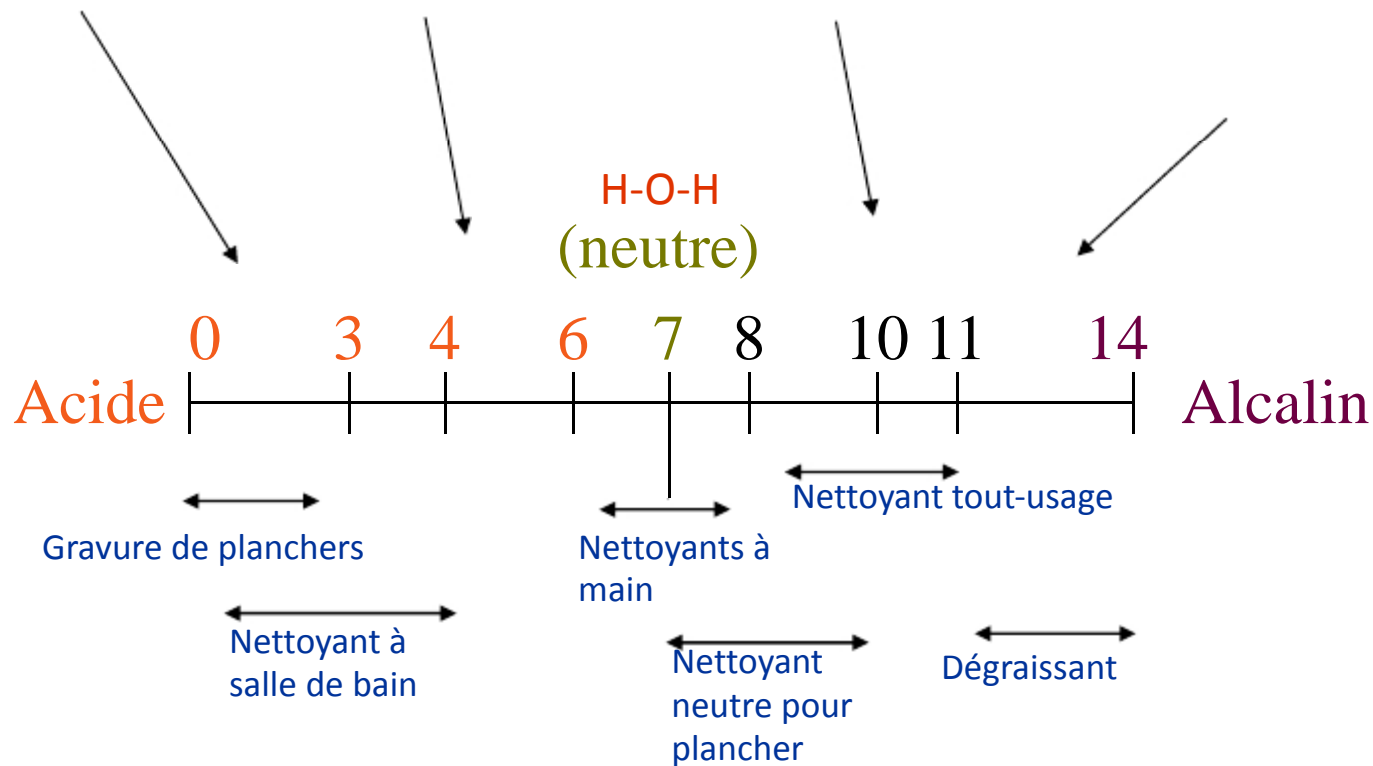 H-O-H
(neutre)
0 3 4 6 7 8 10 11 14
Acide Alcalin
Nettoyant tout-usage
Gravure de planchers
Nettoyants à
main
Nettoyant à
salle de bain
Nettoyant
neutre pour
plancher
Dégraissant